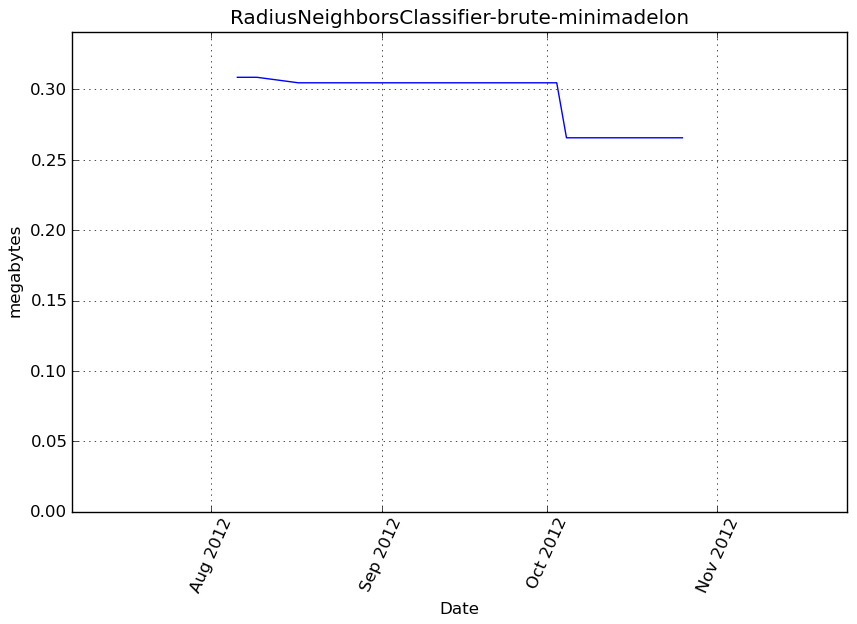 RadiusNeighborsClassifier-brute-minimadelon
0.30
0.25
0.20
0.15
0.10
0.05
0.00
megabytes
Aug 2012
Sep 2012
Oct 2012
Nov 2012
Date